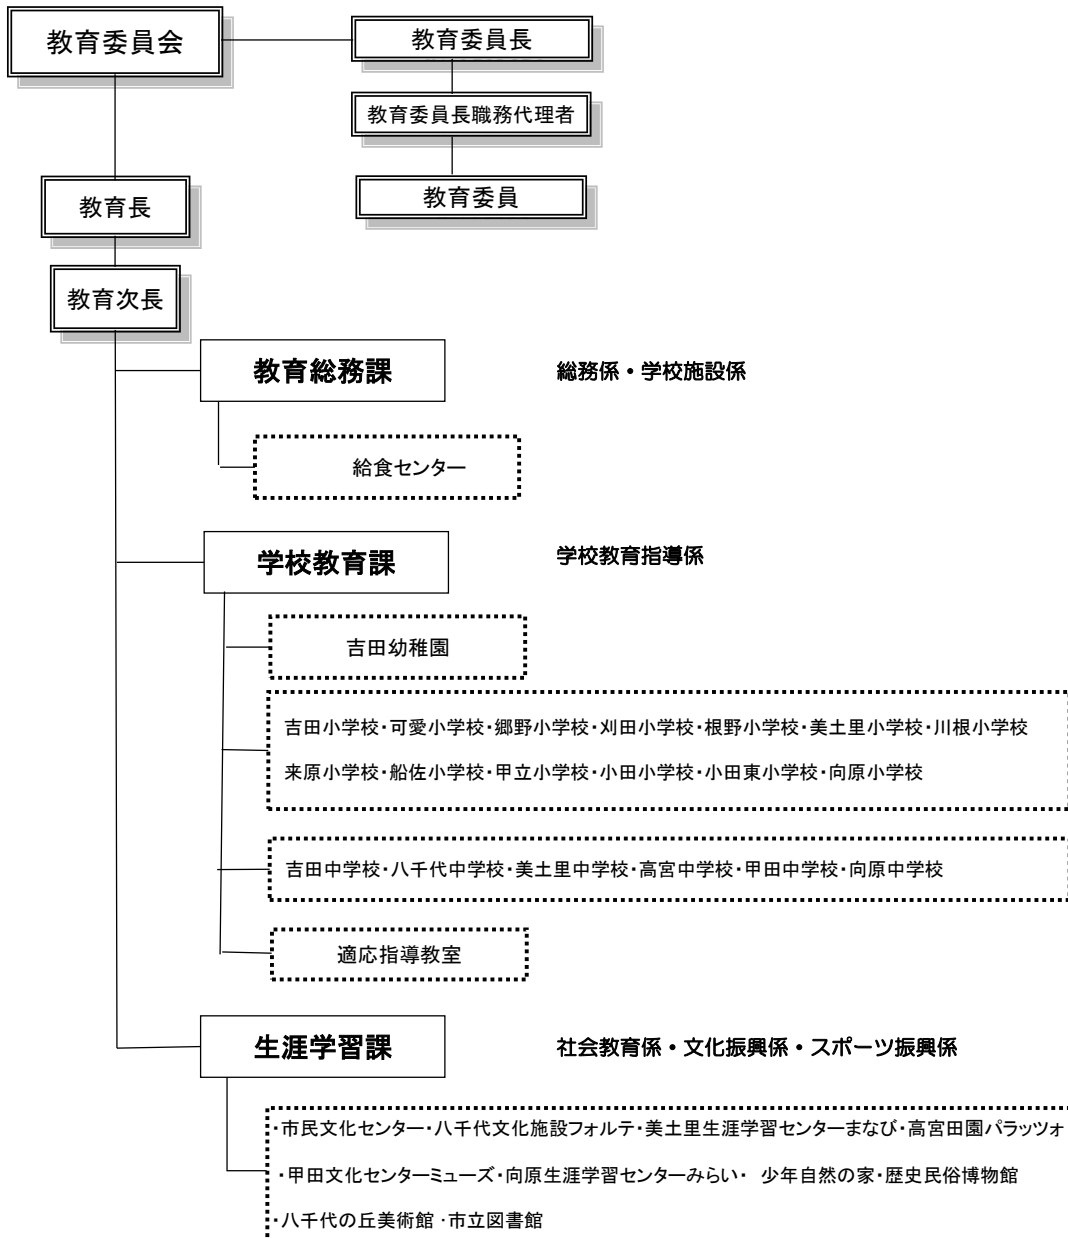 教育委員会
教育委員長
教育委員長職務代理者
教育委員
教育長
教育次長
教育総務課
総務係・学校施設係
給食センター
学校教育課
学校教育指導係
吉田幼稚園
吉田小学校・可愛小学校・郷野小学校・刈田小学校・根野小学校・美土里小学校・川根小学校
来原小学校・船佐小学校・甲立小学校・小田小学校・小田東小学校・向原小学校
吉田中学校・八千代中学校・美土里中学校・高宮中学校・甲田中学校・向原中学校
適応指導教室
生涯学習課
社会教育係・文化振興係・スポーツ振興係
・市民文化センター・八千代文化施設フォルテ・美土里生涯学習センターまなび・高宮田園パラッツォ
・甲田文化センターミューズ・向原生涯学習センターみらい・ 少年自然の家・歴史民俗博物館
・八千代の丘美術館 ・市立図書館